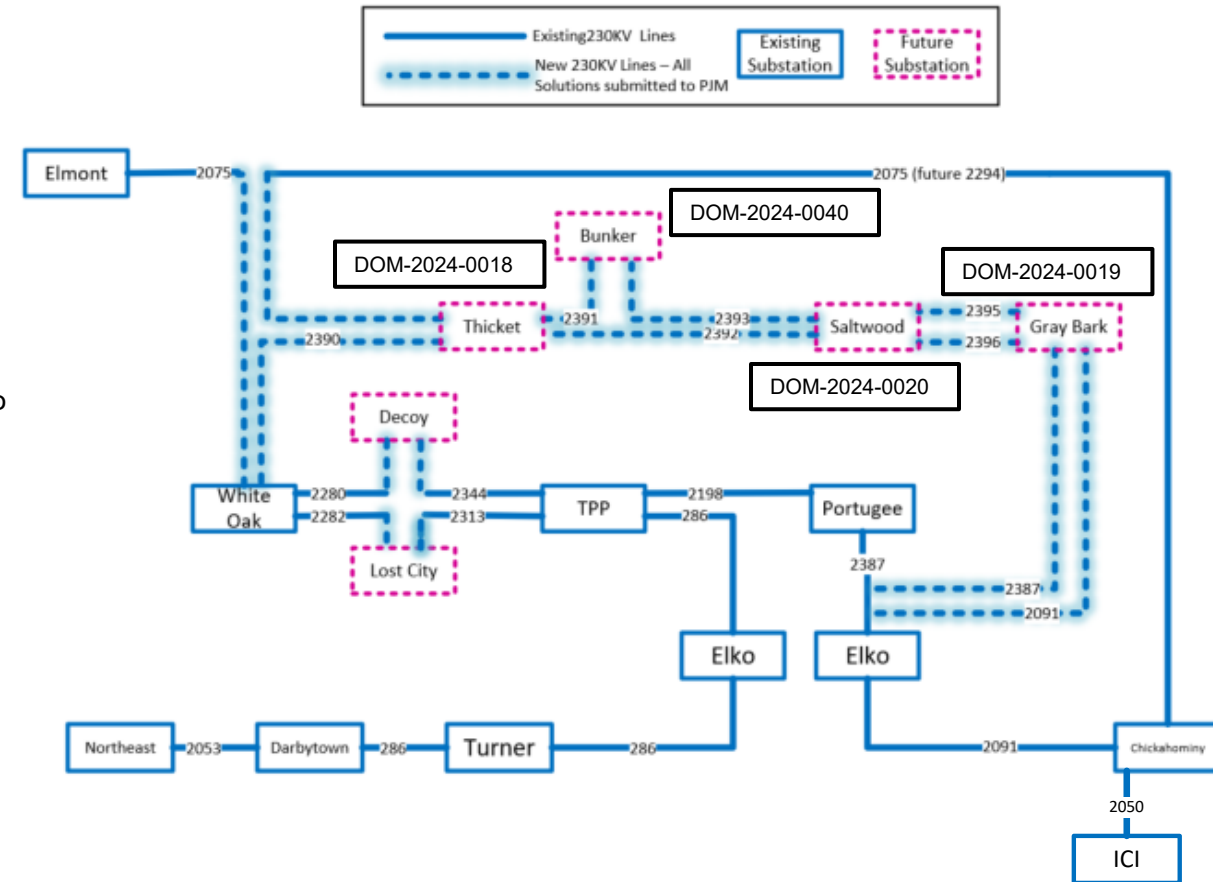 Existing230KV Lines
New 230KV Lines – All
Solutions submitted to PJM
Existing
Substation
Future
Substation
Elmont
2075
2075 (future 2294)
DOM-2024-0040
Bunker
DOM-2024-0018
DOM-2024-0019
Thicket
2391
2393
2392
Saltwood
2395
2396
Gray Bark
2390
DOM-2024-0020
o
Decoy
White
Oak
2280
2282
2344
2313
TPP
2198
286
Portugee
Lost City
2387
2387
2091
Elko
Elko
Northeast
2053
Darbytown
286
Turner
286
2091
Chickahominy
2050
ICI